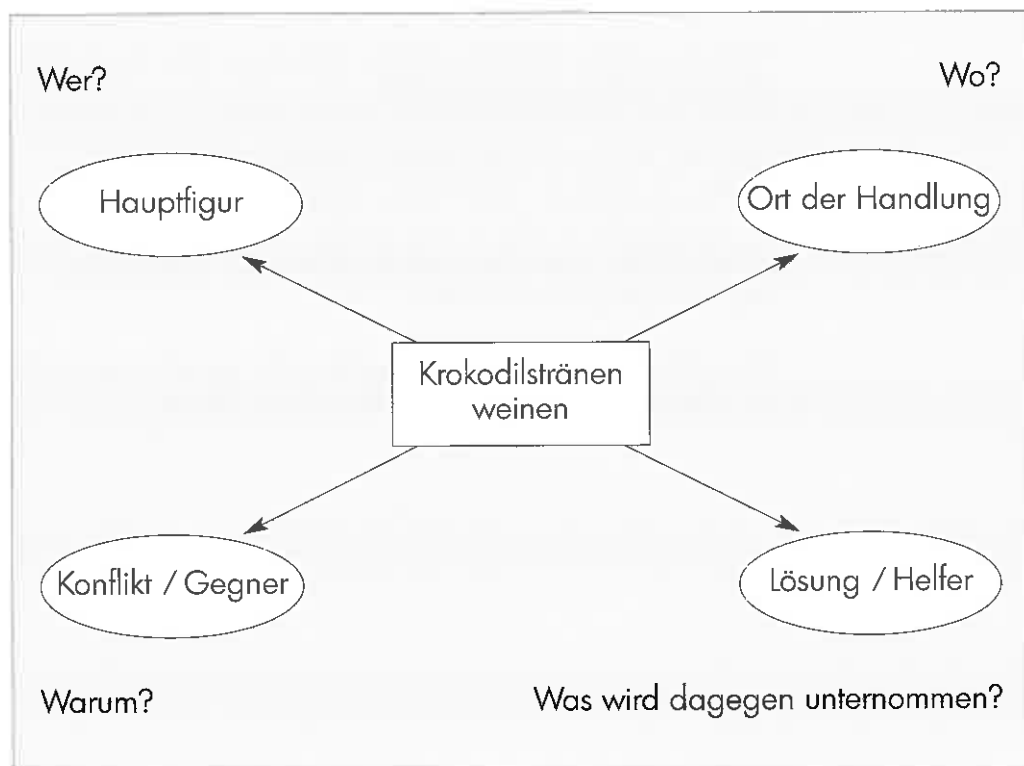 Wer?
Wo?
Hauptfigur
Ort der Handlung
Krokodilstränen
weinen
Konflikt / Gegner
Lösung / Helfer
Warum?
Was wird dagegen unternommen?